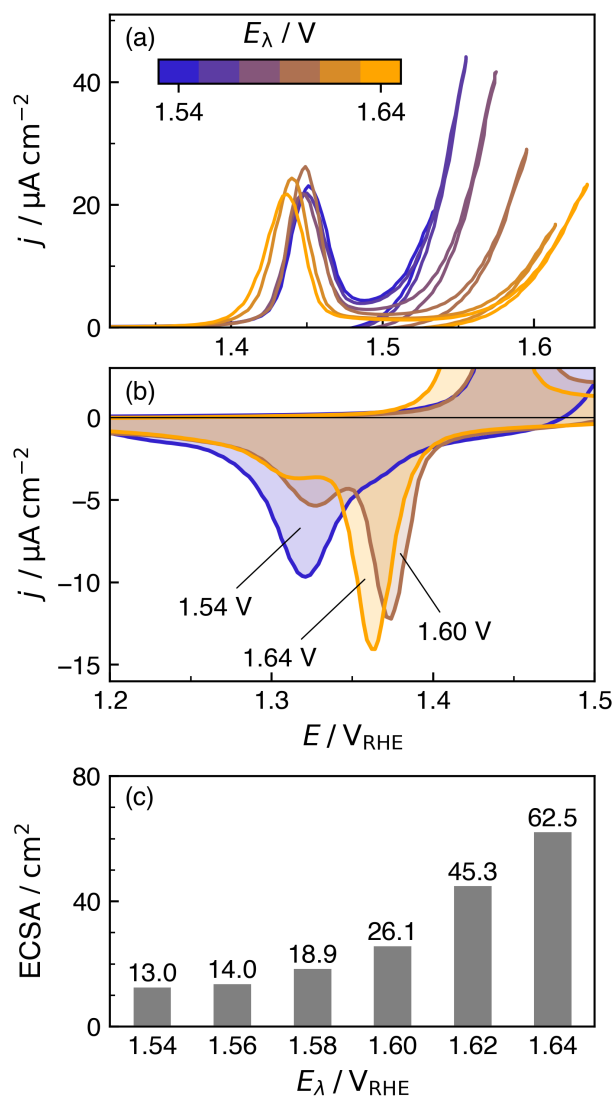 (a)
E_λ / V
1.54 1.64
40
20
0
j / µA cm⁻²
1.4 1.5 1.6
(b)
0
−5
−10
−15
j / µA cm⁻²
1.54 V
1.64 V
1.60 V
1.2 1.3 1.4 1.5
E / V_RHE
(c)
80
40
0
ECSA / cm²
13.0 14.0 18.9 26.1 45.3 62.5
1.54 1.56 1.58 1.60 1.62 1.64
E_λ / V_RHE